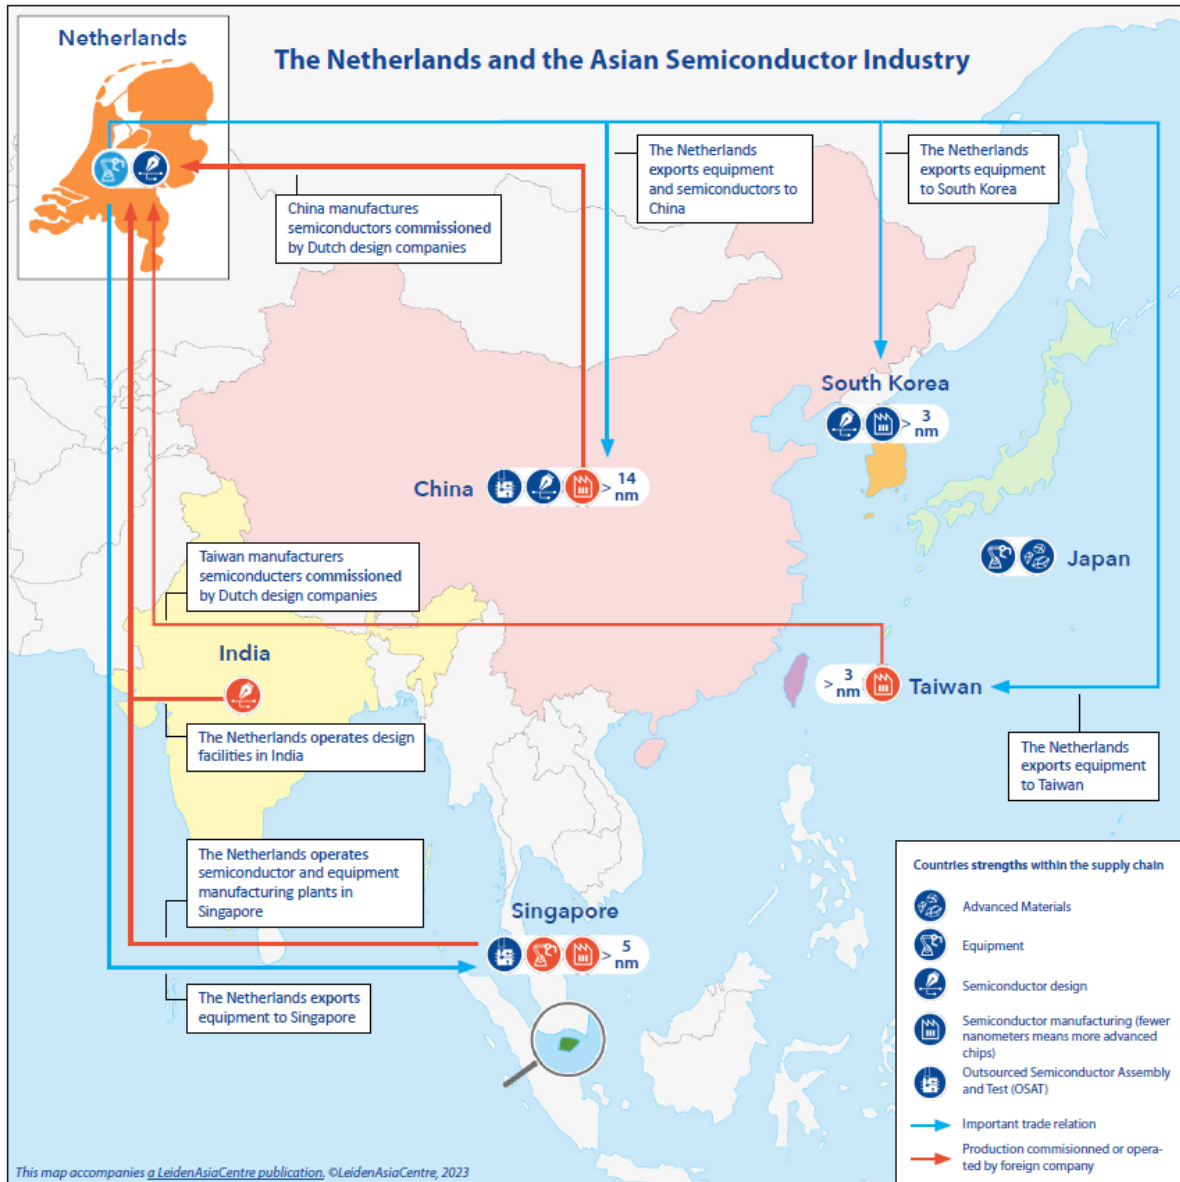 Netherlands
The Netherlands and the Asian Semiconductor Industry
The Netherlands
exports equipment
and semiconductors to
China
The Netherlands
exports equipment
to South Korea
China manufactures
semiconductors commissioned
by Dutch design companies
South Korea
> 3
nm
China
> 14
nm
Japan
Taiwan manufacturers
semiconducters commissioned
by Dutch design companies
India
> 3
nm
Taiwan
The Netherlands operates design
facilities in India
The Netherlands
exports equipment
to Taiwan
The Netherlands operates
semiconductor and equipment
manufacturing plants in
Singapore
Singapore
> 5
nm
The Netherlands exports
equipment to Singapore
Countries strengths within the supply chain
Advanced Materials
Equipment
Semiconductor design
Semiconductor manufacturing (fewer
nanometers means more advanced
chips)
Outsourced Semiconductor Assembly
and Test (OSAT)
Important trade relation
Production commisionned or opera-
ted by foreign company
This map accompanies a LeidenAsiaCentre publication. ©LeidenAsiaCentre, 2023